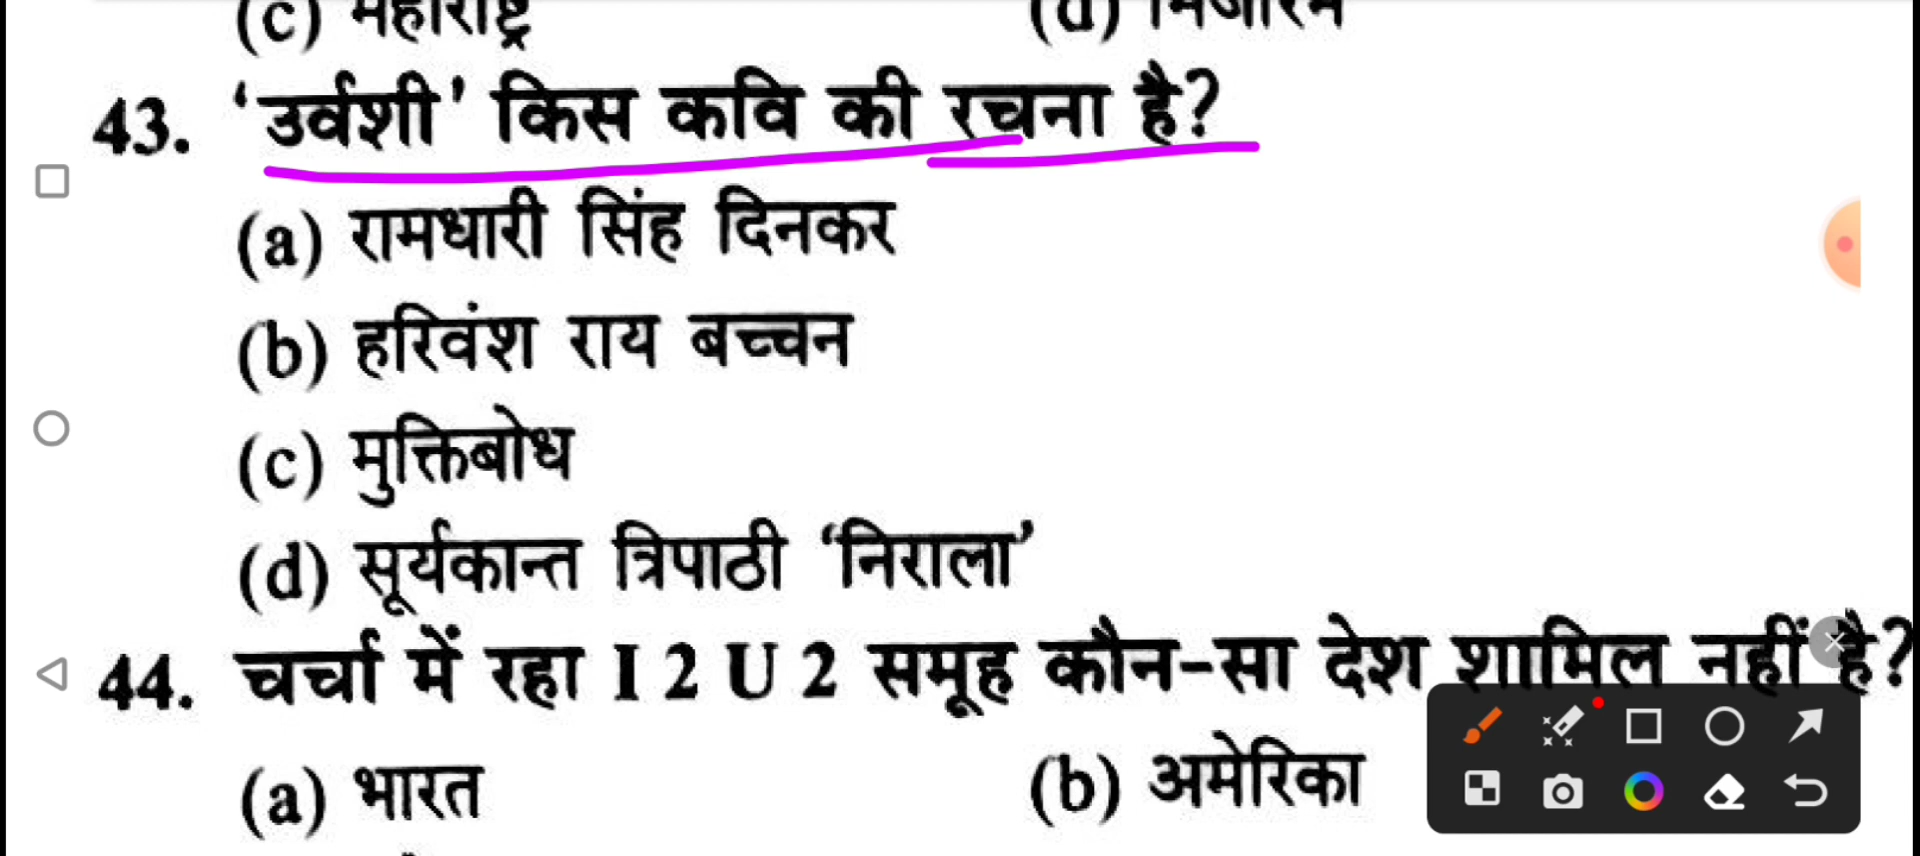 (c) महाराष्ट्र (d) मिजोरम
43. ‘उर्वशी’ किस कवि की रचना है?
(a) रामधारी सिंह दिनकर
(b) हरिवंश राय बच्चन
(c) मुक्तिबोध
(d) सूर्यकान्त त्रिपाठी ‘निराला’
44. चर्चा में रहा I 2 U 2 समूह कौन-सा देश शामिल नहीं है?
(a) भारत (b) अमेरिका